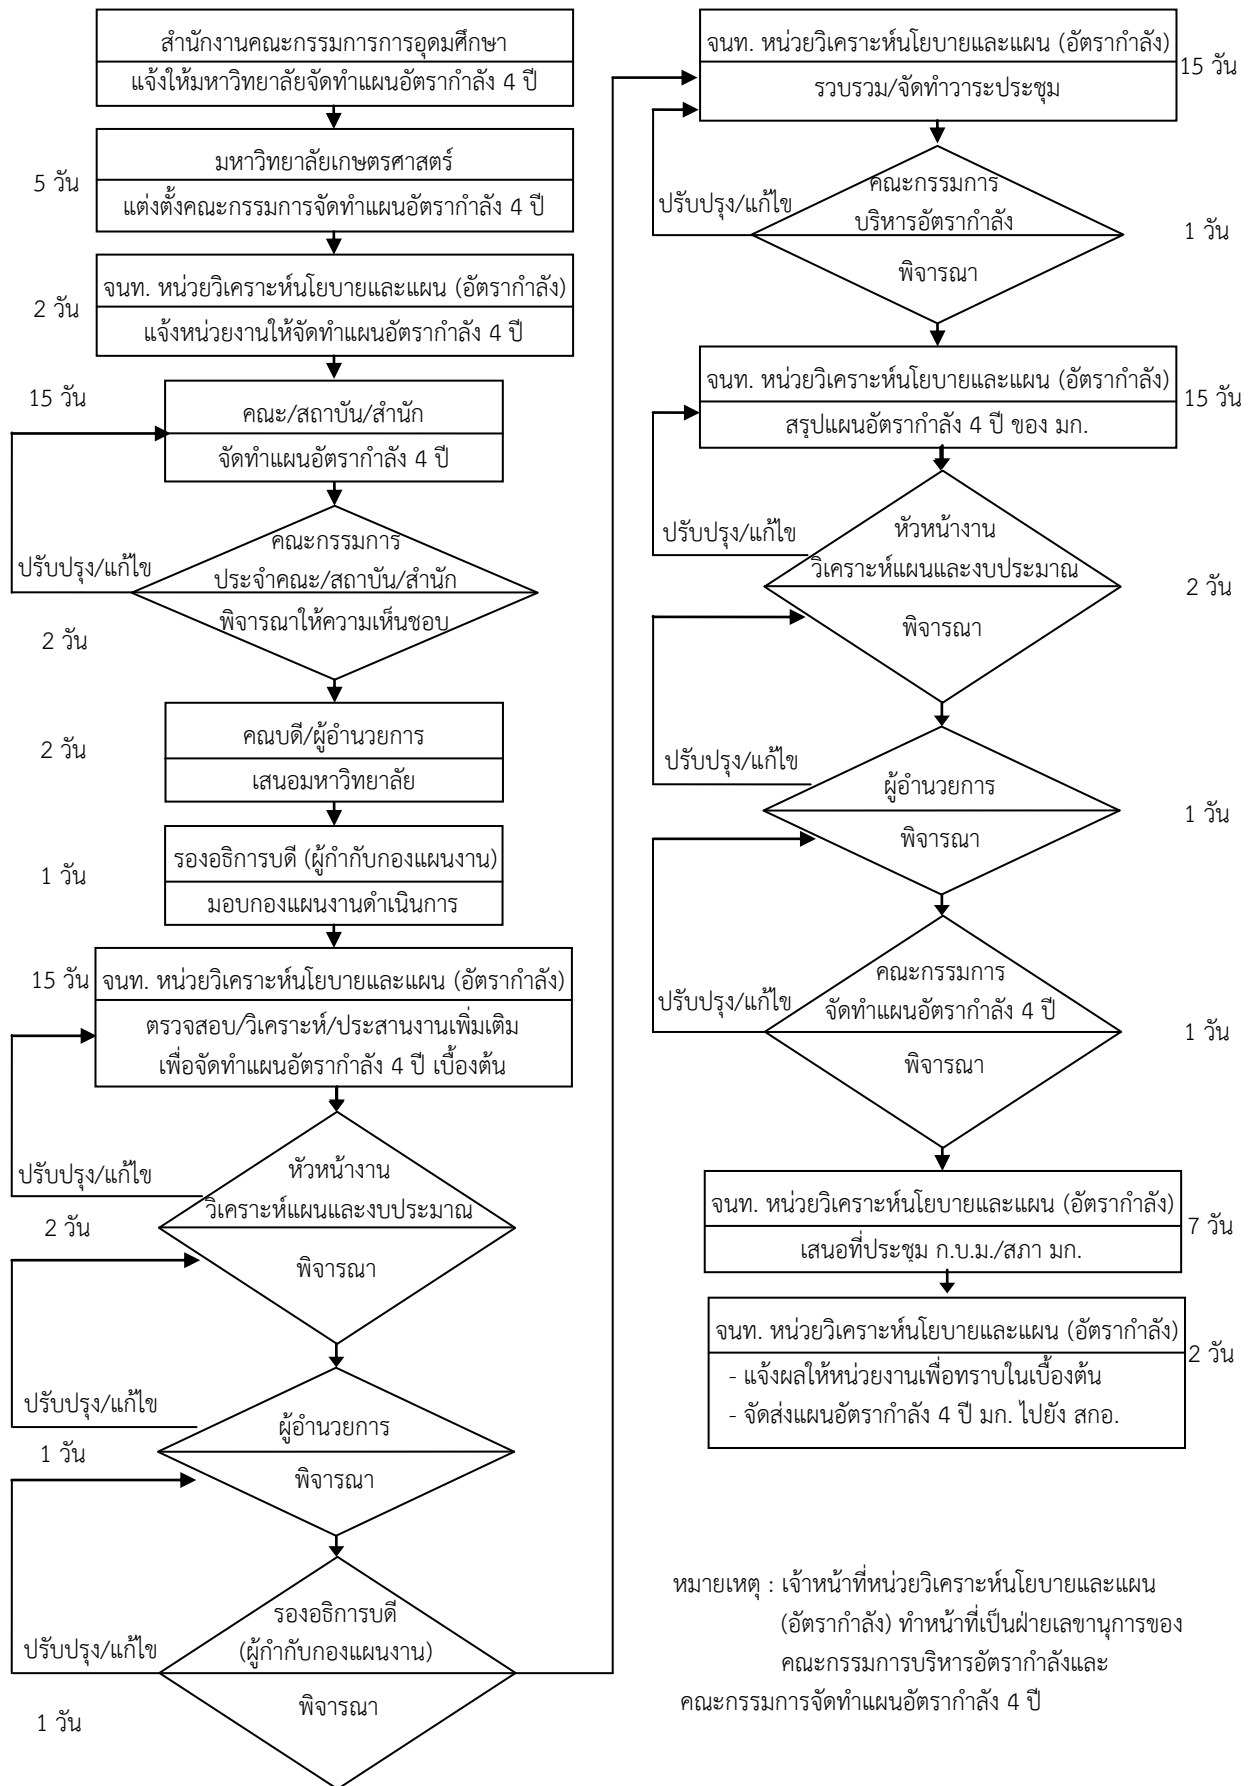 สำนักงานคณะกรรมการการอุดมศึกษา
แจ้งให้มหาวิทยาลัยจัดทำแผนอัตรากำลัง 4 ปี
มหาวิทยาลัยเกษตรศาสตร์
5 วัน
แต่งตั้งคณะกรรมการจัดทำแผนอัตรากำลัง 4 ปี
จนท. หน่วยวิเคราะห์นโยบายและแผน (อัตรากำลัง)
2 วัน
แจ้งหน่วยงานให้จัดทำแผนอัตรากำลัง 4 ปี
15 วัน
คณะ/สถาบัน/สำนัก
จัดทำแผนอัตรากำลัง 4 ปี
คณะกรรมการ
ปรับปรุง/แก้ไข
ประจำคณะ/สถาบัน/สำนัก
พิจารณาให้ความเห็นชอบ
2 วัน
คณบดี/ผู้อำนวยการ
2 วัน
เสนอมหาวิทยาลัย
รองอธิการบดี (ผู้กำกับกองแผนงาน)
1 วัน
มอบกองแผนงานดำเนินการ
15 วัน
จนท. หน่วยวิเคราะห์นโยบายและแผน (อัตรากำลัง)
ตรวจสอบ/วิเคราะห์/ประสานงานเพิ่มเติม
เพื่อจัดทำแผนอัตรากำลัง 4 ปี เบื้องต้น
หัวหน้างาน
ปรับปรุง/แก้ไข
วิเคราะห์แผนและงบประมาณ
2 วัน
พิจารณา
ปรับปรุง/แก้ไข
ผู้อำนวยการ
1 วัน
พิจารณา
รองอธิการบดี
ปรับปรุง/แก้ไข
(ผู้กำกับกองแผนงาน)
พิจารณา
1 วัน
จนท. หน่วยวิเคราะห์นโยบายและแผน (อัตรากำลัง)
15 วัน
รวบรวม/จัดทำวาระประชุม
คณะกรรมการ
ปรับปรุง/แก้ไข
บริหารอัตรากำลัง
1 วัน
พิจารณา
จนท. หน่วยวิเคราะห์นโยบายและแผน (อัตรากำลัง)
15 วัน
สรุปแผนอัตรากำลัง 4 ปี ของ มก.
หัวหน้างาน
ปรับปรุง/แก้ไข
วิเคราะห์แผนและงบประมาณ
2 วัน
พิจารณา
ปรับปรุง/แก้ไข
ผู้อำนวยการ
1 วัน
พิจารณา
คณะกรรมการ
ปรับปรุง/แก้ไข
จัดทำแผนอัตรากำลัง 4 ปี
1 วัน
พิจารณา
จนท. หน่วยวิเคราะห์นโยบายและแผน (อัตรากำลัง)
7 วัน
เสนอที่ประชุม ก.บ.ม./สภา มก.
จนท. หน่วยวิเคราะห์นโยบายและแผน (อัตรากำลัง)
2 วัน
- แจ้งผลให้หน่วยงานเพื่อทราบในเบื้องต้น
- จัดส่งแผนอัตรากำลัง 4 ปี มก. ไปยัง สกอ.
หมายเหตุ : เจ้าหน้าที่หน่วยวิเคราะห์นโยบายและแผน
(อัตรากำลัง) ทำหน้าที่เป็นฝ่ายเลขานุการของ
คณะกรรมการบริหารอัตรากำลังและ
คณะกรรมการจัดทำแผนอัตรากำลัง 4 ปี